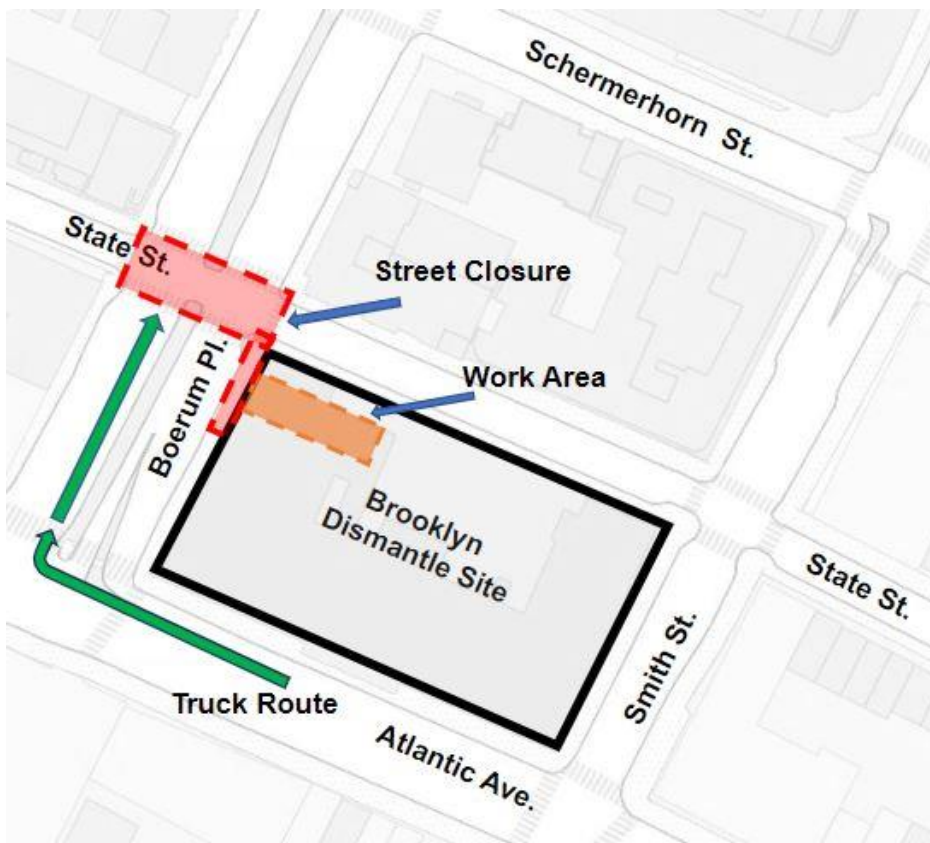 Schermerhorn St.
State St.
Street Closure
Boerum Pl.
Work Area
Brooklyn
Dismantle Site
State St.
Smith St.
Truck Route
Atlantic Ave.